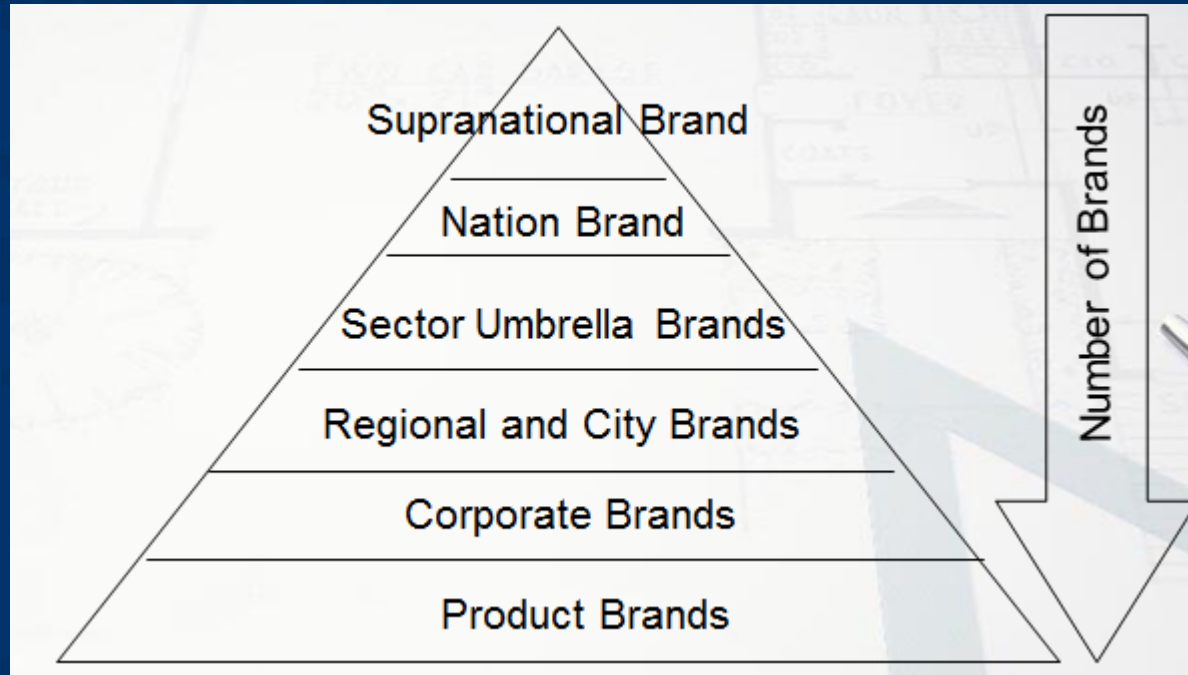 Supranational Brand
Nation Brand
Sector Umbrella Brands
Regional and City Brands
Corporate Brands
Product Brands
Number of Brands